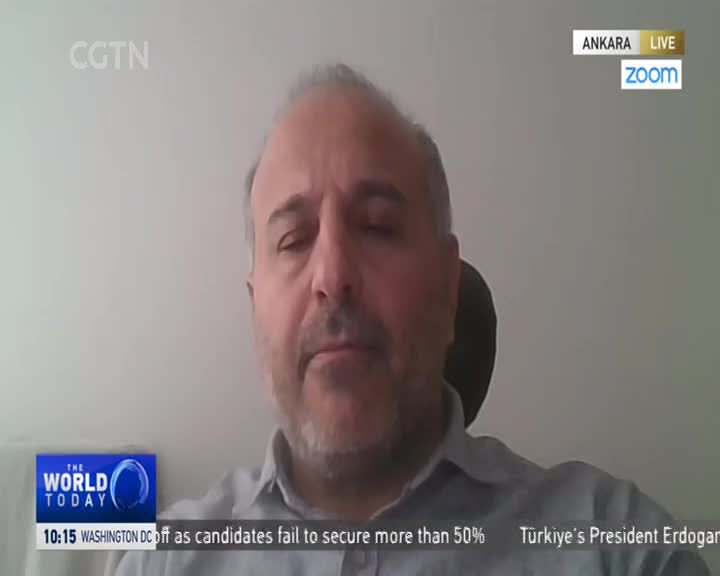 CGTN
ANKARA LIVE
zoom
THE WORLD TODAY
10:15 WASHINGTON DC off as candidates fail to secure more than 50% Türkiye's President Erdogan